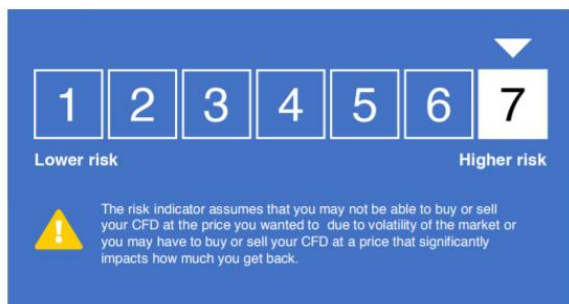 1 2 3 4 5 6 7
Lower risk Higher risk
The risk indicator assumes that you may not be able to buy or sell
your CFD at the price you wanted to due to volatility of the market or
you may have to buy or sell your CFD at a price that significantly
impacts how much you get back.